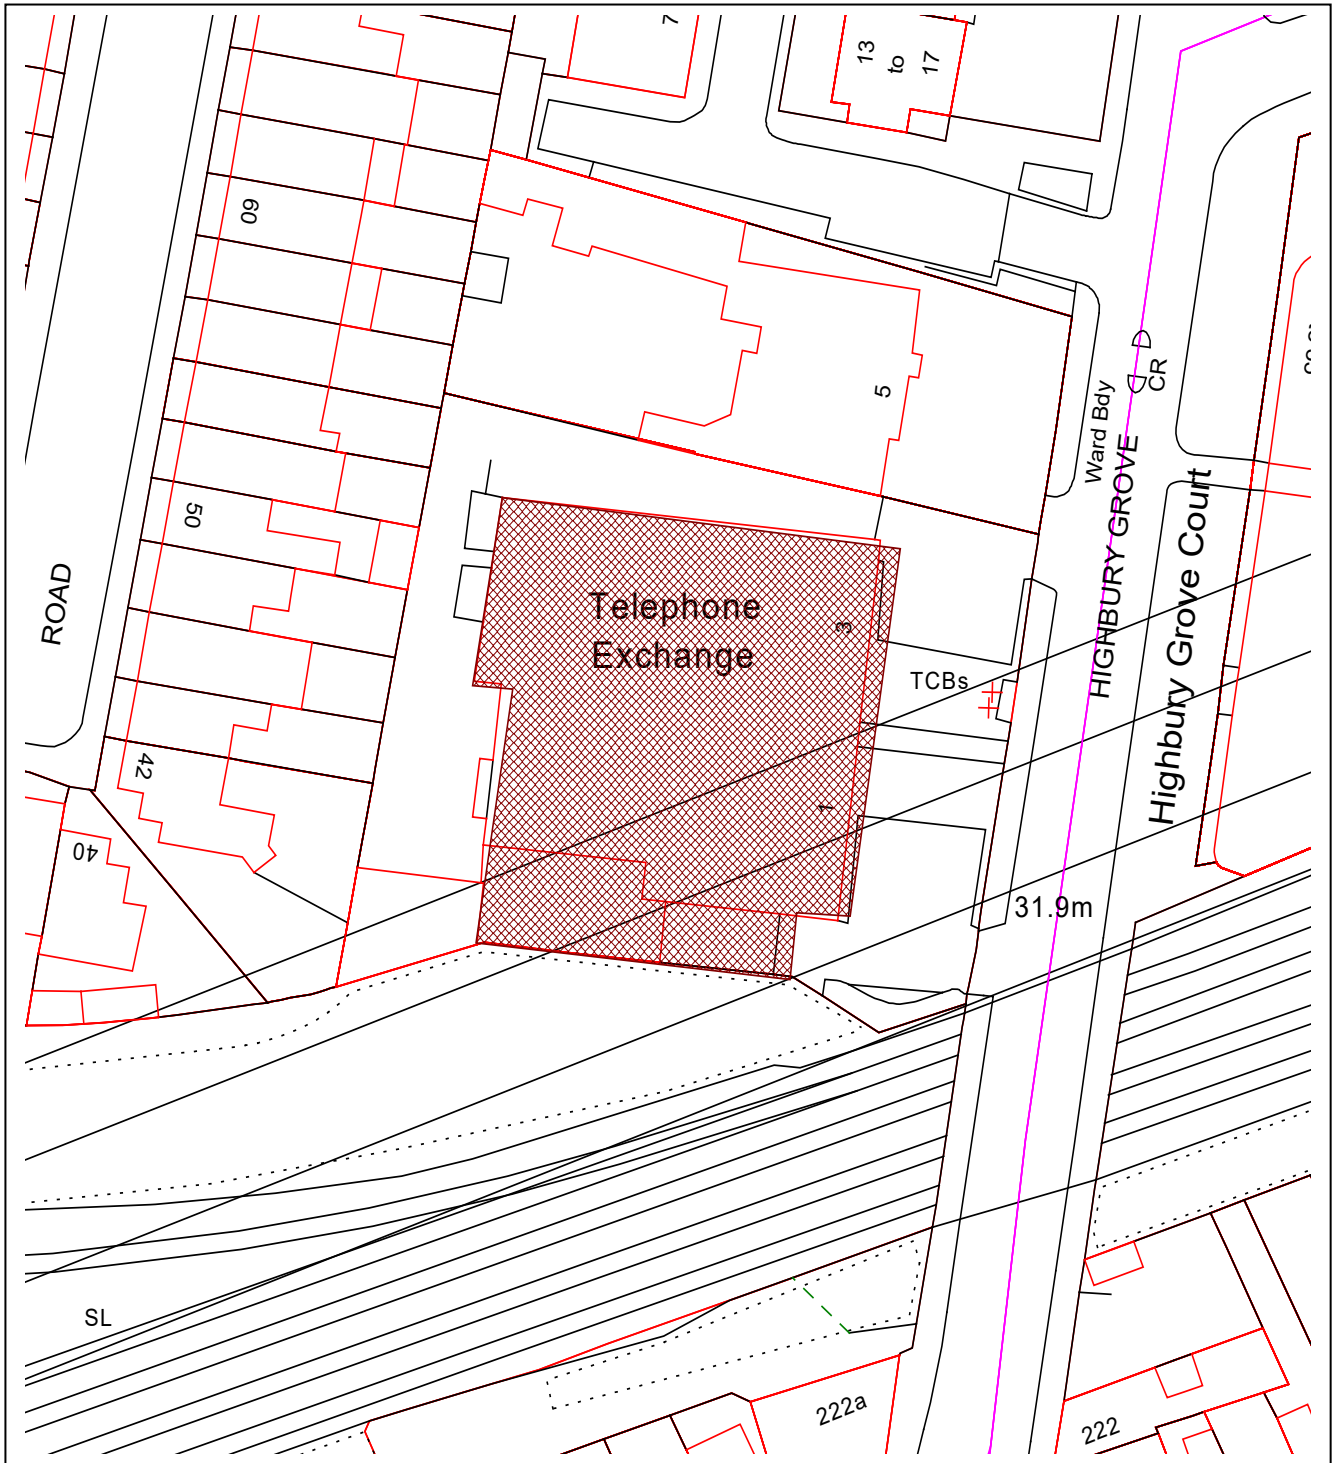 7
13
to
17
60
5
CR
Ward Bdy
HIGHBURY GROVE
Highbury Grove Court
50
ROAD
Telephone
Exchange
3
TCBs
42
1
40
31.9m
SL
222a
222